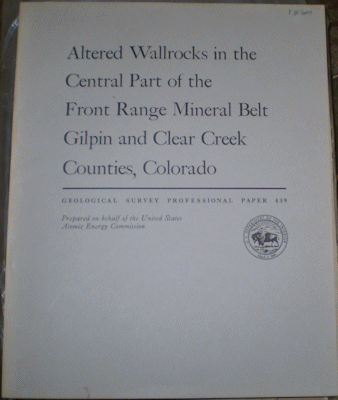 Altered Wallrocks in the
Central Part of the
Front Range Mineral Belt
Gilpin and Clear Creek
Counties, Colorado
GEOLOGICAL SURVEY PROFESSIONAL PAPER 439
Prepared on behalf of the United States
Atomic Energy Commission